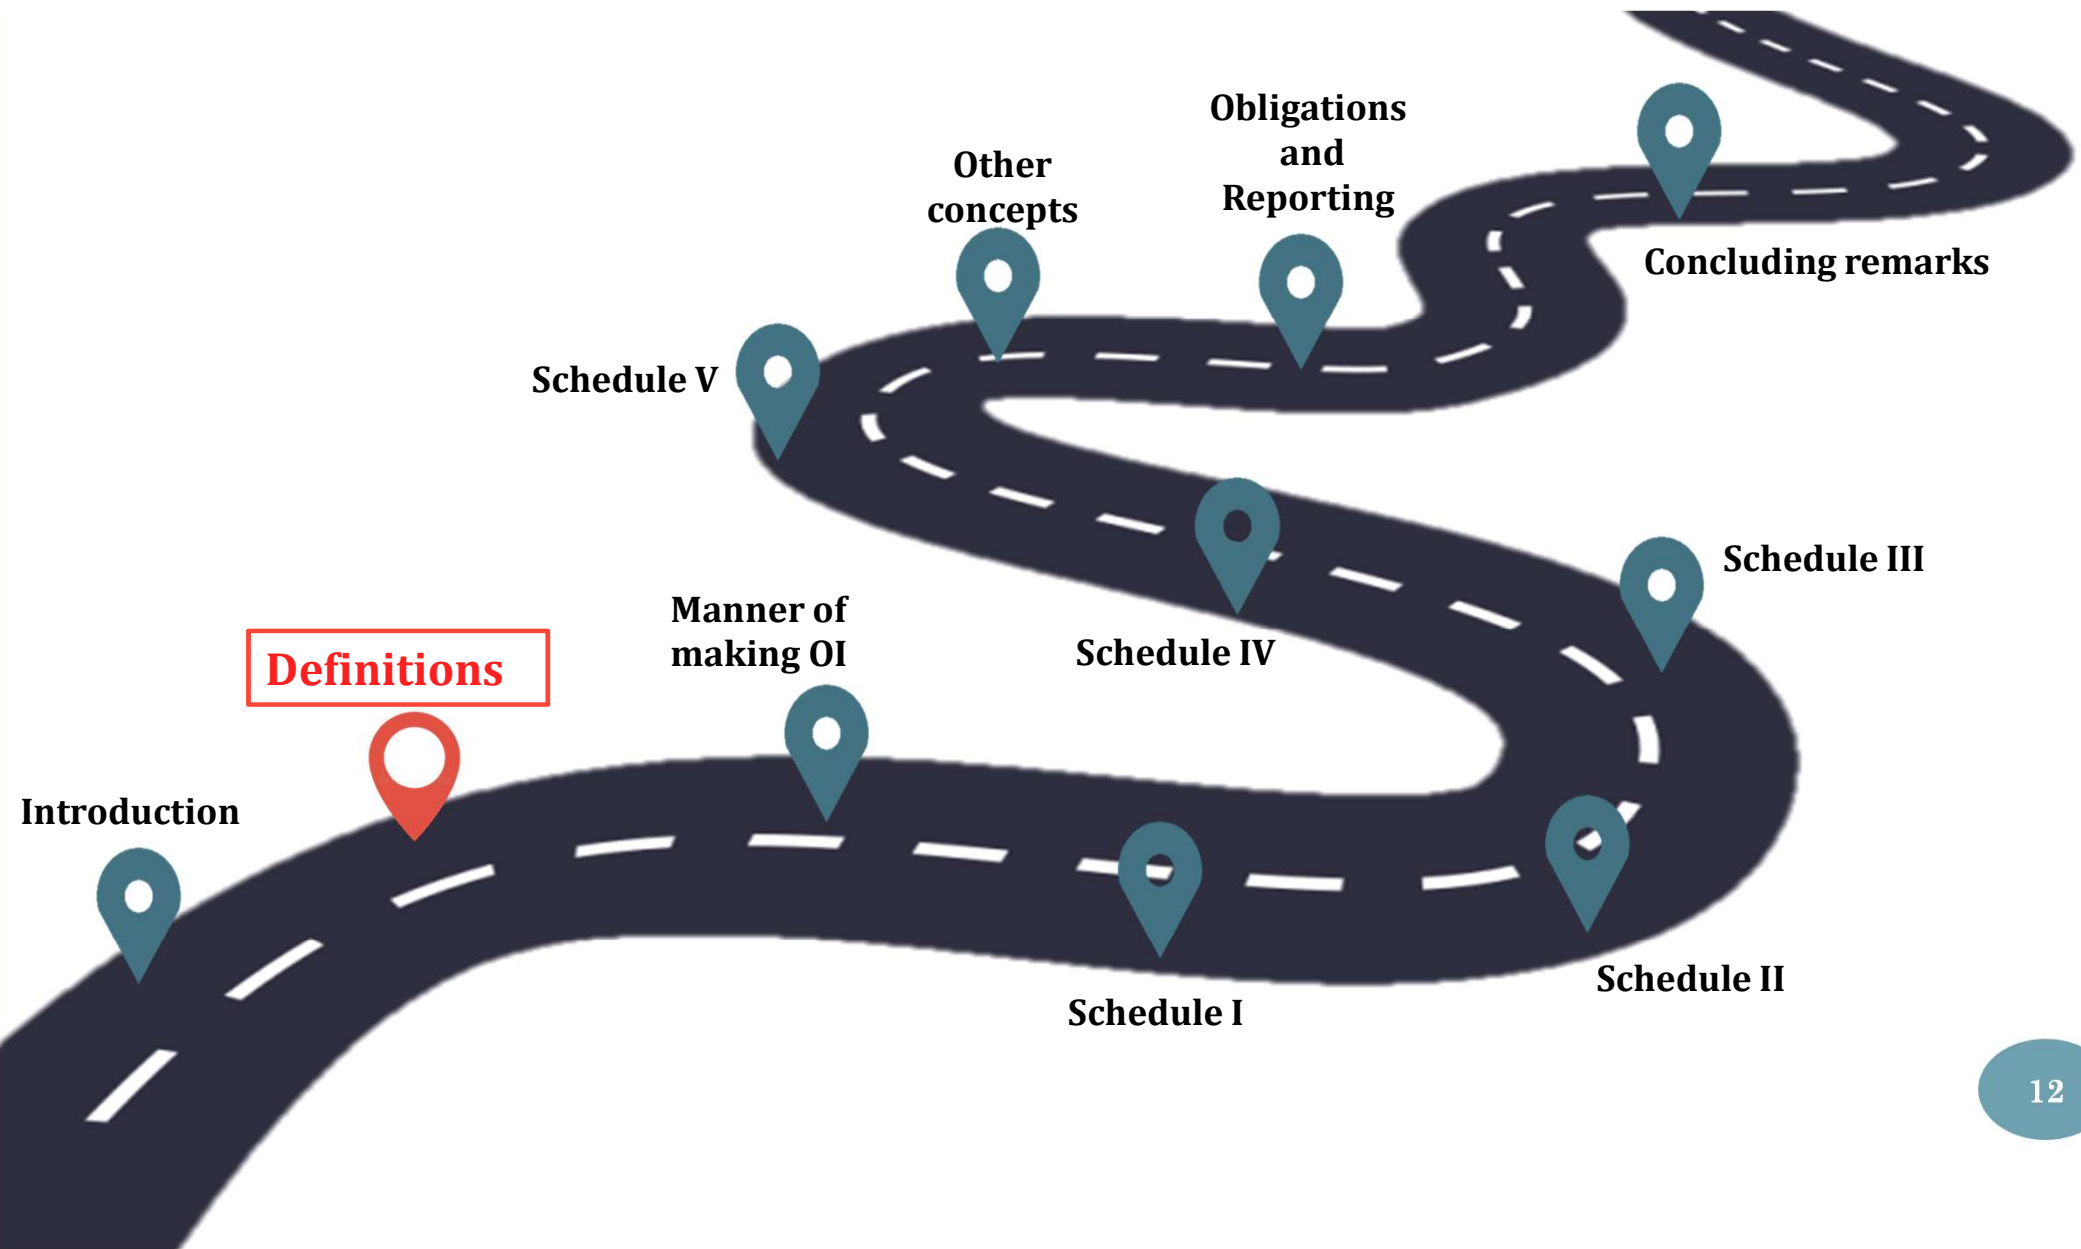 Obligations
and
Reporting
Other
concepts
Concluding remarks
Schedule V
Schedule III
Manner of
making OI
Schedule IV
Definitions
Introduction
Schedule II
Schedule I
12